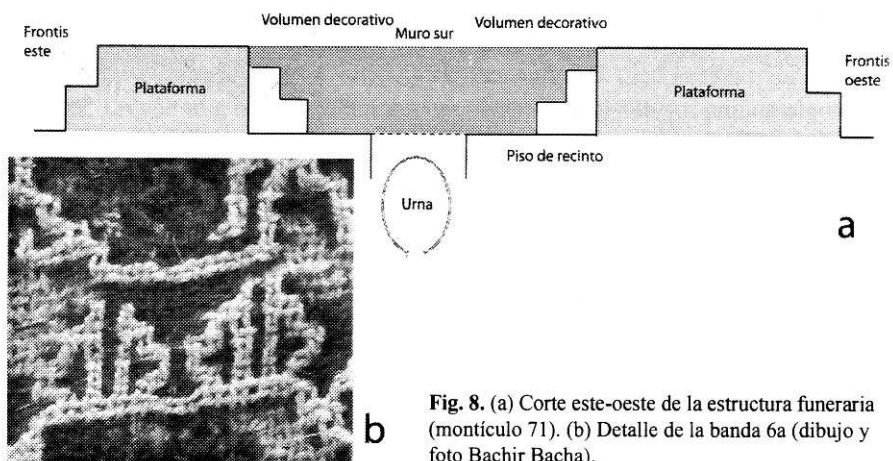 Volumen decorativo
Volumen decorativo
Frontis
este
Muro sur
Frontis
oeste
Plataforma
Plataforma
Piso de recinto
Urna
a
b
Fig. 8. (a) Corte este-oeste de la estructura funeraria
(montículo 71). (b) Detalle de la banda 6a (dibujo y
foto Bachir Bacha).